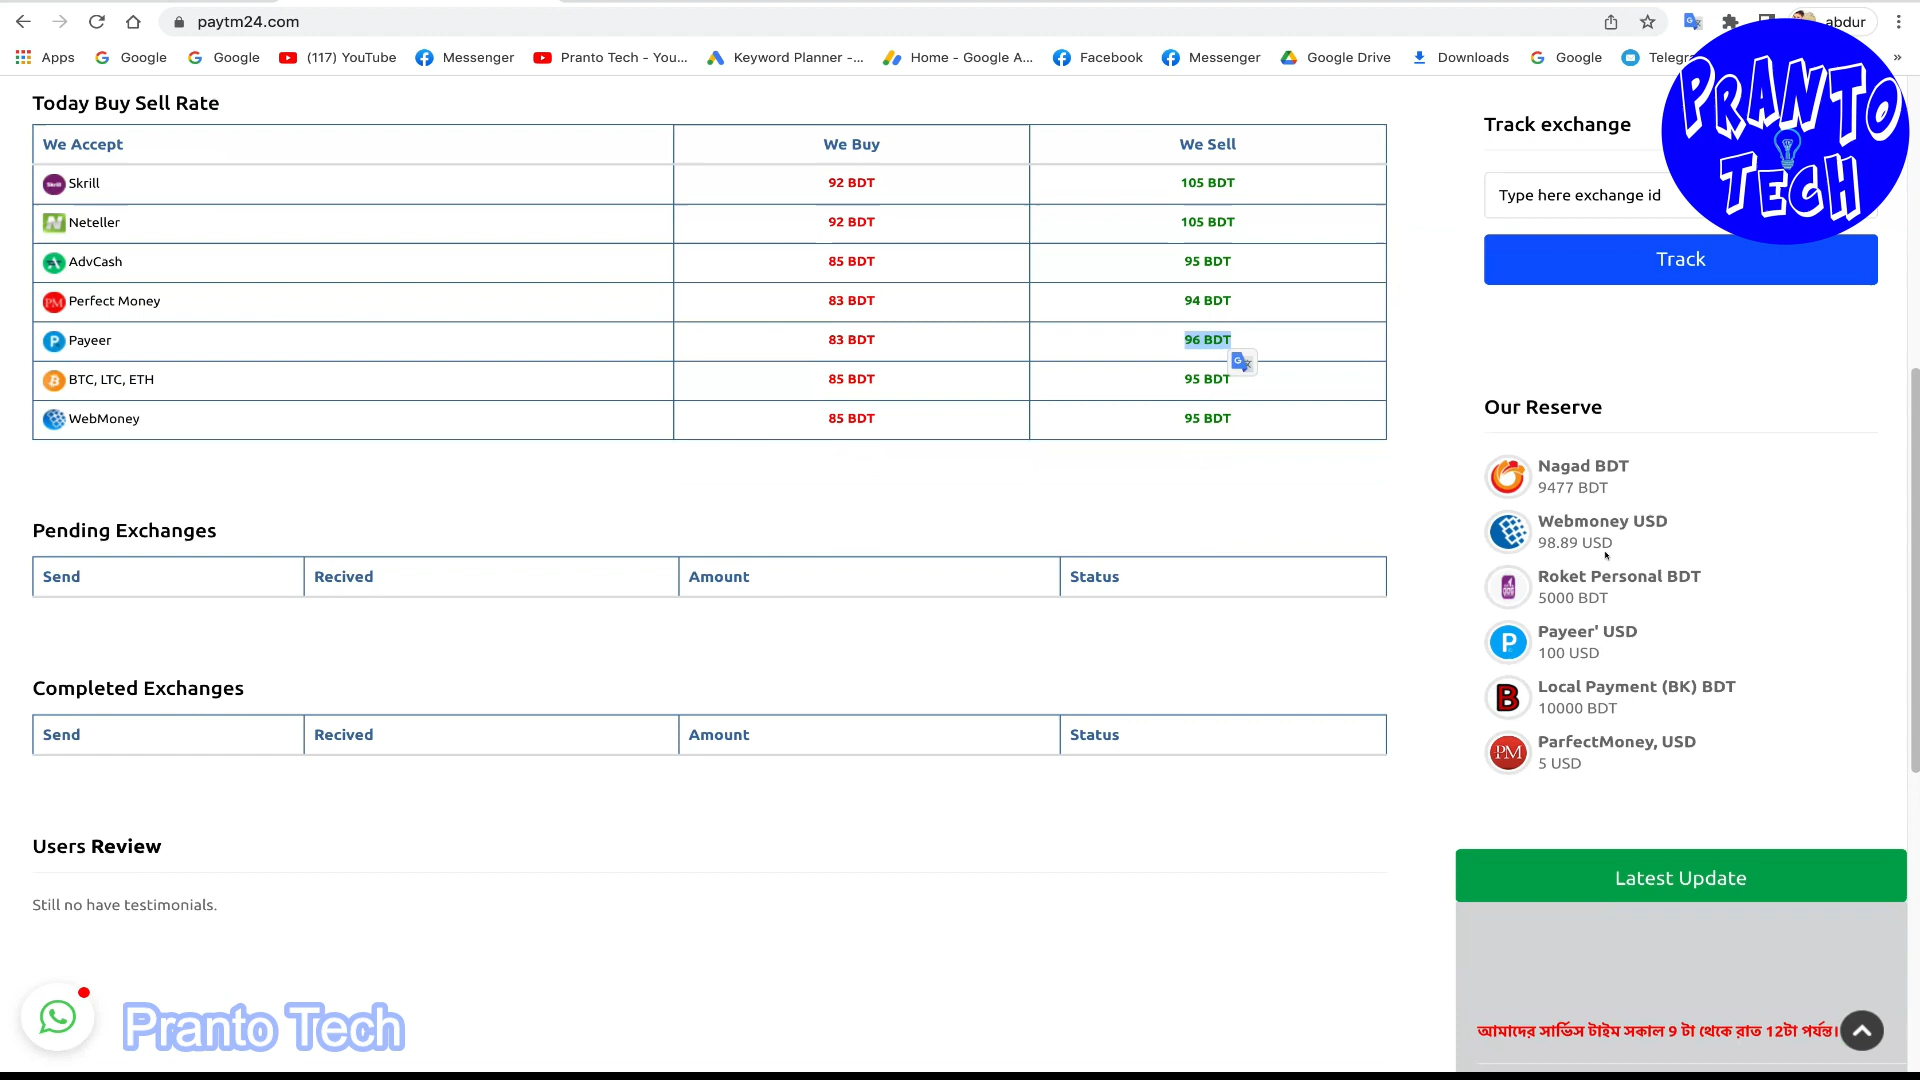 paytm24.com
abdur
Apps
Google
Google
(117) YouTube
Messenger
Pranto Tech - You...
Keyword Planner -...
Home - Google A...
Facebook
Messenger
Google Drive
Downloads
Google
»
PRANTO
TECH
Today Buy Sell Rate
We Accept We Buy We Sell
Skrill 92 BDT 105 BDT
Neteller 92 BDT 105 BDT
AdvCash 85 BDT 95 BDT
PM Perfect Money 83 BDT 94 BDT
P Payeer 83 BDT 96 BDT
BTC, LTC, ETH 85 BDT 95 BDT
WebMoney 85 BDT 95 BDT
Pending Exchanges
Send Recived Amount Status
Completed Exchanges
Send Recived Amount Status
Users Review
Still no have testimonials.
Pranto Tech
Track exchange
Type here exchange id
Track
Our Reserve
Nagad BDT
9477 BDT
Webmoney USD
98.89 USD
Roket Personal BDT
5000 BDT
P
Payeer' USD
100 USD
B
Local Payment (BK) BDT
10000 BDT
PM
ParfectMoney, USD
5 USD
Latest Update
আমাদের সার্ভিস টাইম সকাল 9 টা থেকে রাত 12টা পর্যন্ত।